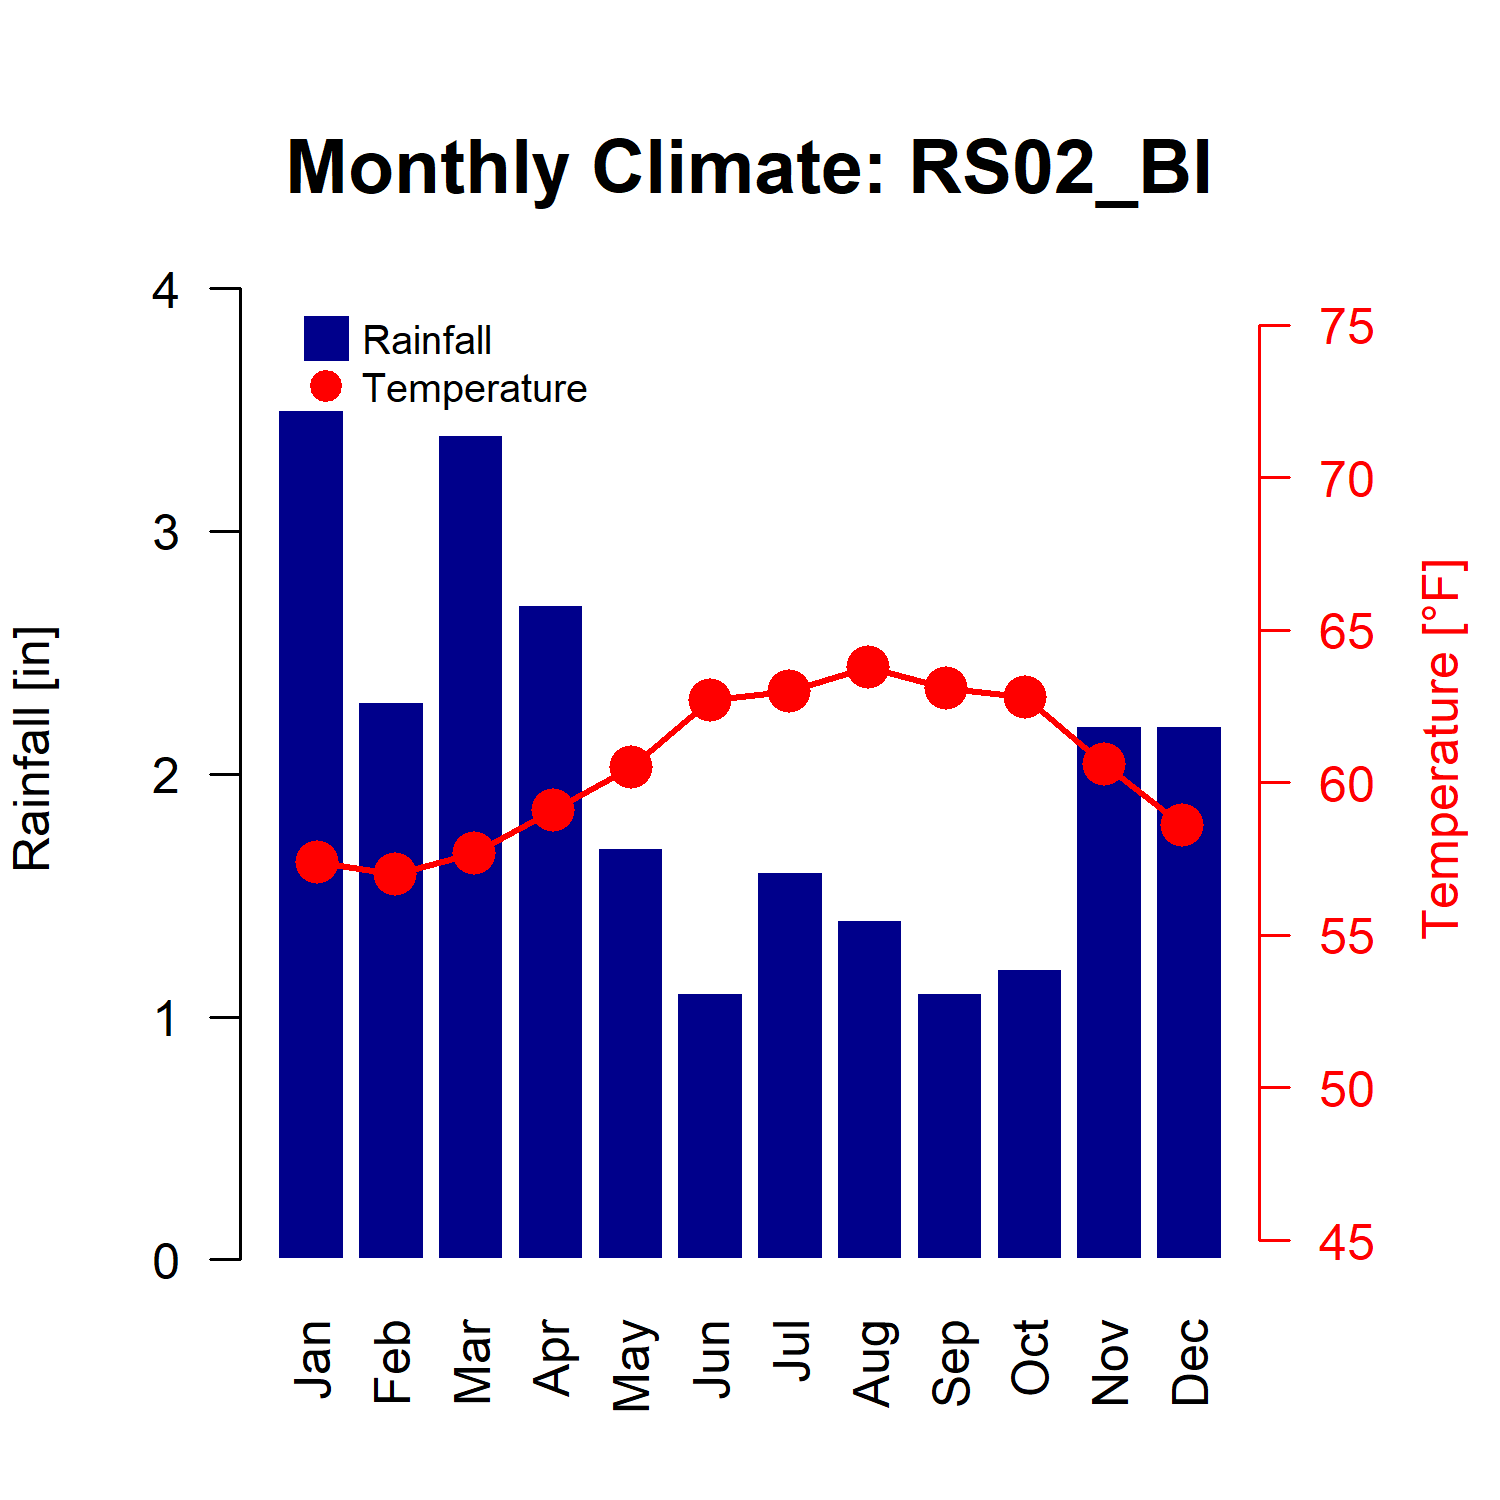 Monthly Climate: RS02_BI
Rainfall
Temperature
Rainfall [in]
4
3
2
1
0
Temperature [°F]
75
70
65
60
55
50
45
Jan
Feb
Mar
Apr
May
Jun
Jul
Aug
Sep
Oct
Nov
Dec